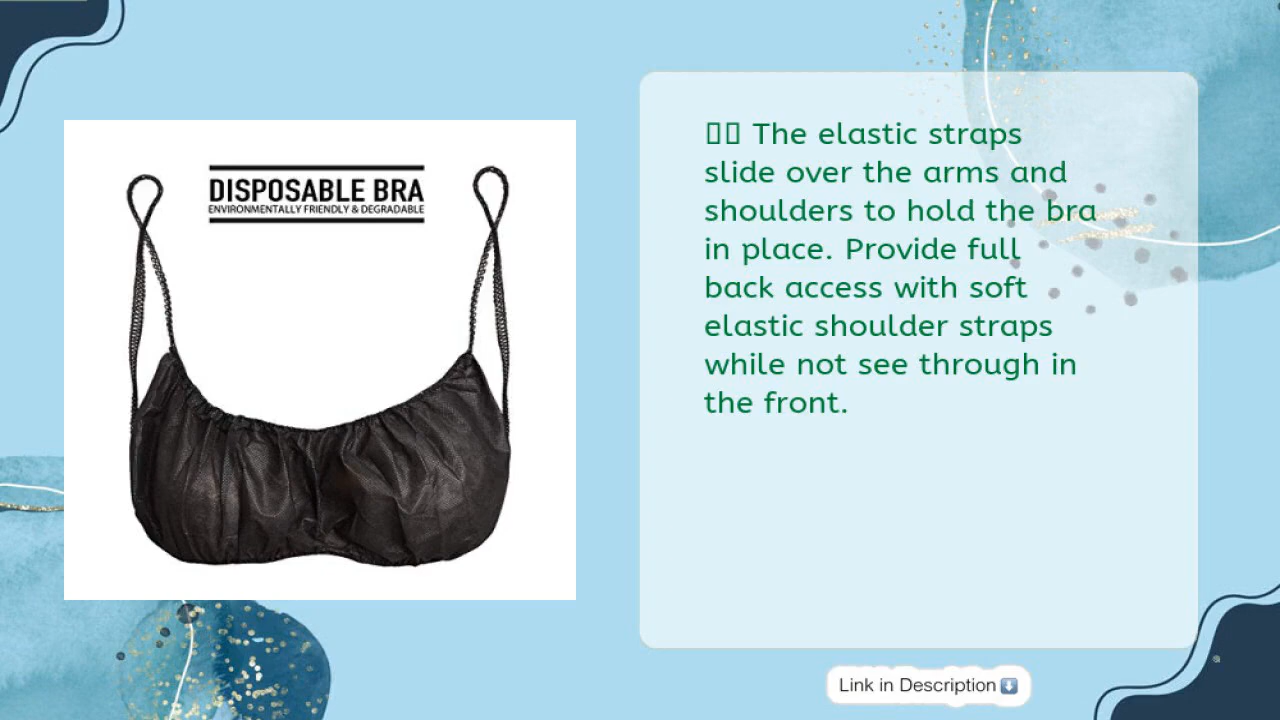 DISPOSABLE BRA
ENVIRONMENTALLY FRIENDLY & DEGRADABLE
▯▯ The elastic straps
slide over the arms and
shoulders to hold the bra
in place. Provide full
back access with soft
elastic shoulder straps
while not see through in
the front.
Link in Description⬇️